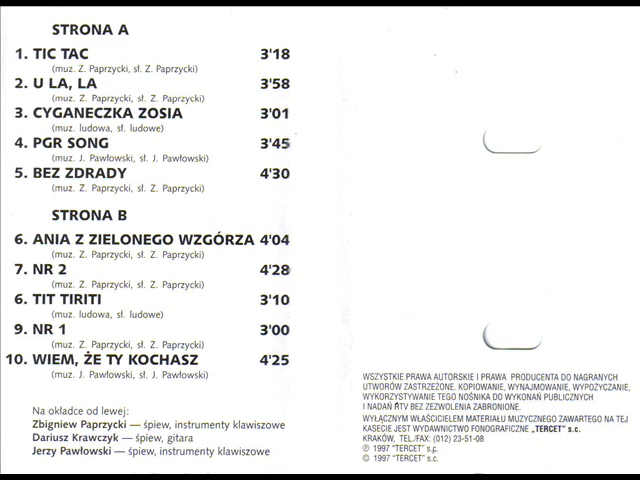 STRONA A
1. TIC TAC 3'18
(muz. Z. Paprzycki, sł. Z. Paprzycki)
2. U LA, LA 3'58
(muz. Z. Paprzycki, sł. Z. Paprzycki)
3. CYGANECZKA ZOSIA 3'01
(muz. ludowa, sł. ludowe)
4. PGR SONG 3'45
(muz. J. Pawłowski, sł. J. Pawłowski)
5. BEZ ZDRADY 4'30
(muz. Z. Paprzycki, sł. Z. Paprzycki)
STRONA B
6. ANIA Z ZIELONEGO WZGÓRZA 4'04
(muz. Z. Paprzycki, sł. Z. Paprzycki)
7. NR 2 4'28
(muz. Z. Paprzycki, sł. Z. Paprzycki)
6. TIT TIRITI 3'10
(muz. ludowa, sł. ludowe)
9. NR 1 3'00
(muz. Z. Paprzycki, sł. Z. Paprzycki)
10. WIEM, ŻE TY KOCHASZ 4'25
(muz. J. Pawłowski, sł. J. Pawłowski)
Na okładce od lewej:
Zbigniew Paprzycki — śpiew, instrumenty klawiszowe
Dariusz Krawczyk — śpiew, gitara
Jerzy Pawłowski — śpiew, instrumenty klawiszowe
WSZYSTKIE PRAWA AUTORSKIE I PRAWA PRODUCENTA DO NAGRANYCH
UTWORÓW ZASTRZEŻONE. KOPIOWANIE, WYNAJMOWANIE, WYPOŻYCZANIE,
WYKORZYSTYWANIE TEGO NOŚNIKA DO WYKONAŃ PUBLICZNYCH
I NADAŃ RTV BEZ ZEZWOLENIA ZABRONIONE.
WYŁĄCZNYM WŁAŚCICIELEM MATERIAŁU MUZYCZNEGO ZAWARTEGO NA TEJ
KASECIE JEST WYDAWNICTWO FONOGRAFICZNE „TERCET" s.c.
KRAKÓW, TEL./FAX: (012) 23-51-08
℗ 1997 "TERCET" s.c.
© 1997 "TERCET" s.c.